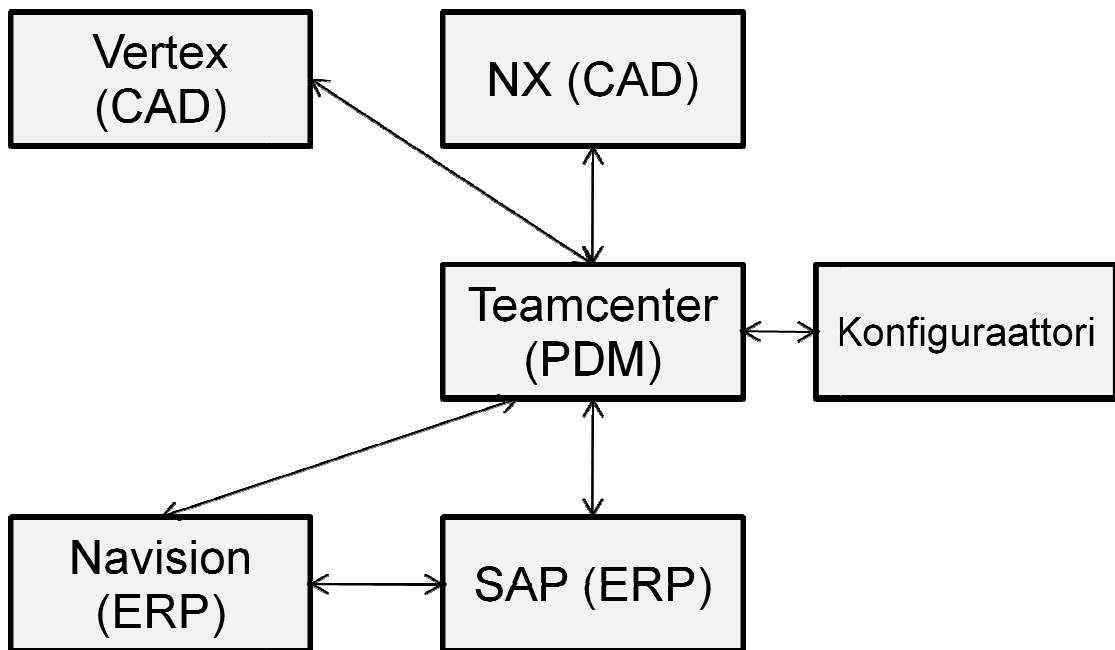 Vertex
(CAD)
NX (CAD)
Teamcenter
(PDM)
Konfiguraattori
Navision
(ERP)
SAP (ERP)